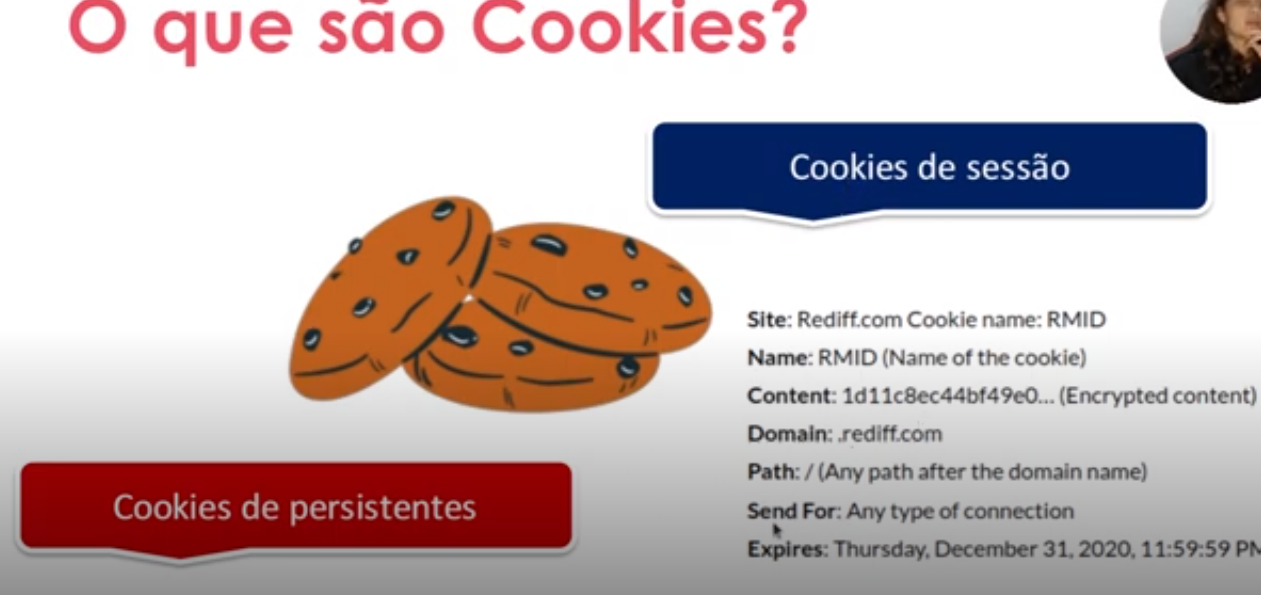 O que são Cookies?
Cookies de sessão
Site: Rediff.com Cookie name: RMID
Name: RMID (Name of the cookie)
Content: 1d11c8ec44bf49e0... (Encrypted content)
Domain: .rediff.com
Path: / (Any path after the domain name)
Send For: Any type of connection
Expires: Thursday, December 31, 2020, 11:59:59 PM
Cookies de persistentes